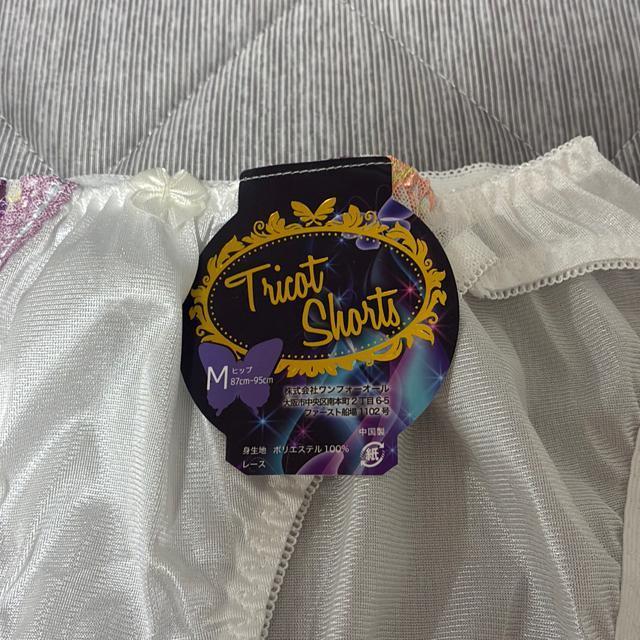 Tricot
Shorts
M ヒップ
87cm-95cm
株式会社ワンフォーオール
大阪市中央区南本町2丁目6-5
ファースト船場1102号
中国製
身生地 ポリエステル100%
レース
紙